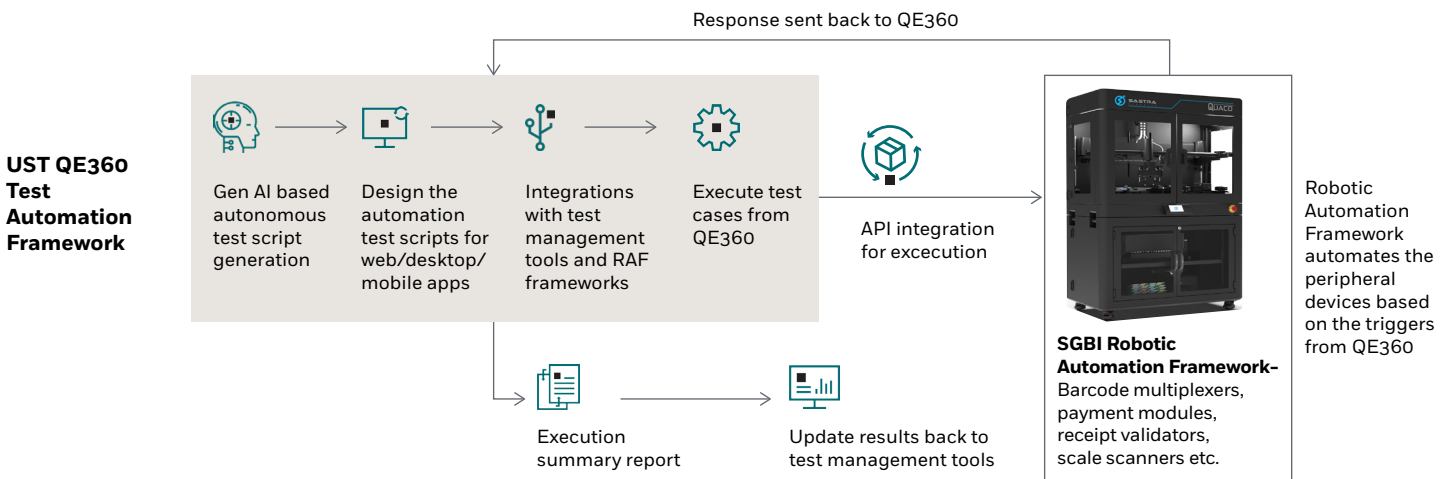 Response sent back to QE360
UST QE360
Test
Automation
Framework
Gen AI based
autonomous
test script
generation
Design the
automation
test scripts for
web/desktop/
mobile apps
Integrations
with test
management
tools and RAF
frameworks
Execute test
cases from
QE360
API integration
for excecution
SASTRA
QUACO
SGBI Robotic
Automation Framework–
Barcode multiplexers,
payment modules,
receipt validators,
scale scanners etc.
Robotic
Automation
Framework
automates the
peripheral
devices based
on the triggers
from QE360
Execution
summary report
Update results back to
test management tools